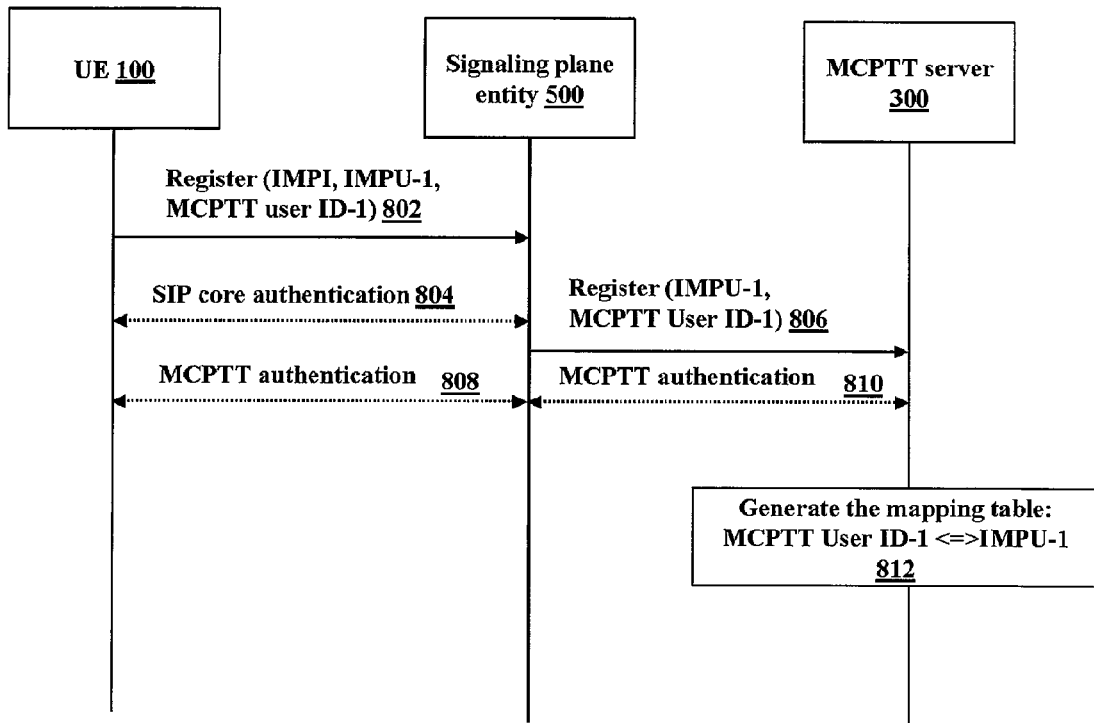 UE 100
Signaling plane
entity 500
MCPTT server
300
Register (IMPI, IMPU-1,
MCPTT user ID-1) 802
SIP core authentication 804
Register (IMPU-1,
MCPTT User ID-1) 806
MCPTT authentication 808
MCPTT authentication 810
Generate the mapping table:
MCPTT User ID-1 <=>IMPU-1
812